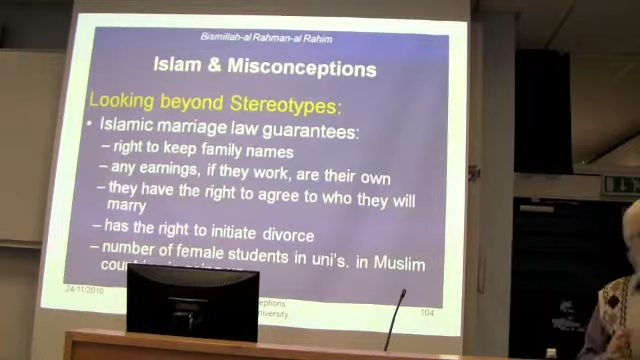 Bismillah-al Rahman-al Rahim
Islam & Misconceptions
Looking beyond Stereotypes:
• Islamic marriage law guarantees:
– right to keep family names
– any earnings, if they work, are their own
– they have the right to agree to who they will
marry
– has the right to initiate divorce
– number of female students in uni's. in Muslim
24/11/2010
104